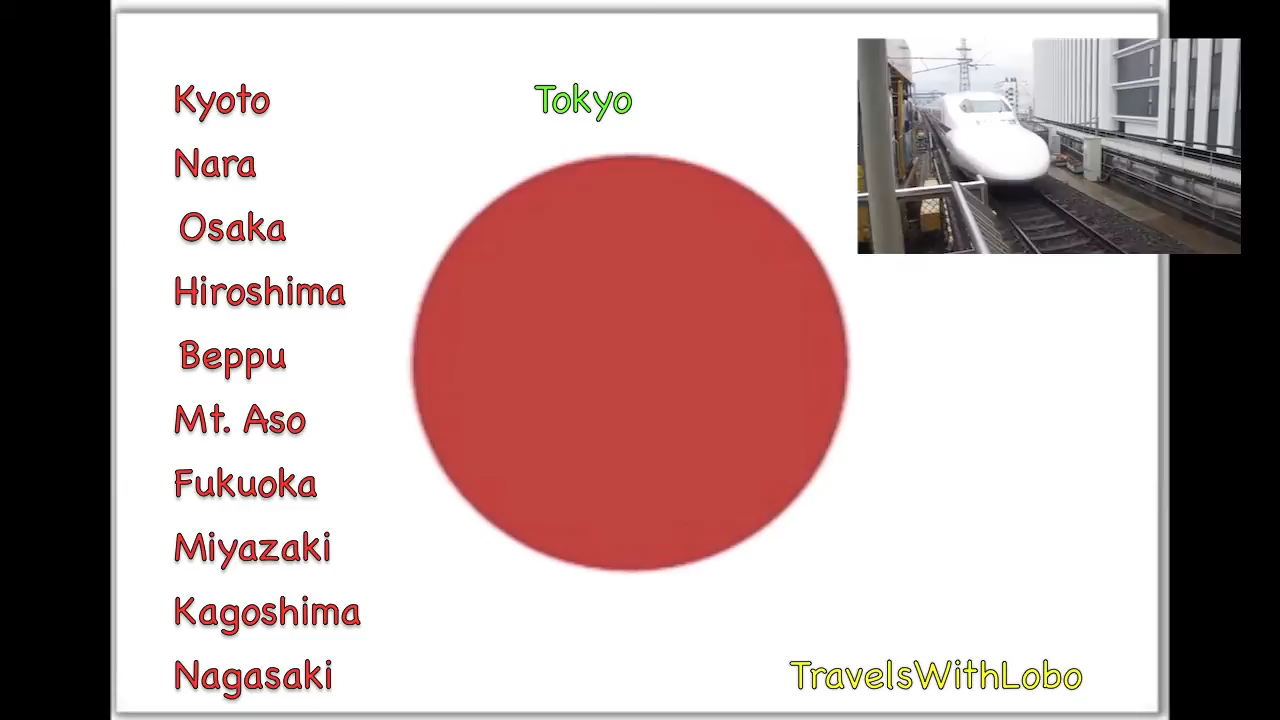 Kyoto
Tokyo
Nara
Osaka
Hiroshima
Beppu
Mt. Aso
Fukuoka
Miyazaki
Kagoshima
Nagasaki
TravelsWithLobo